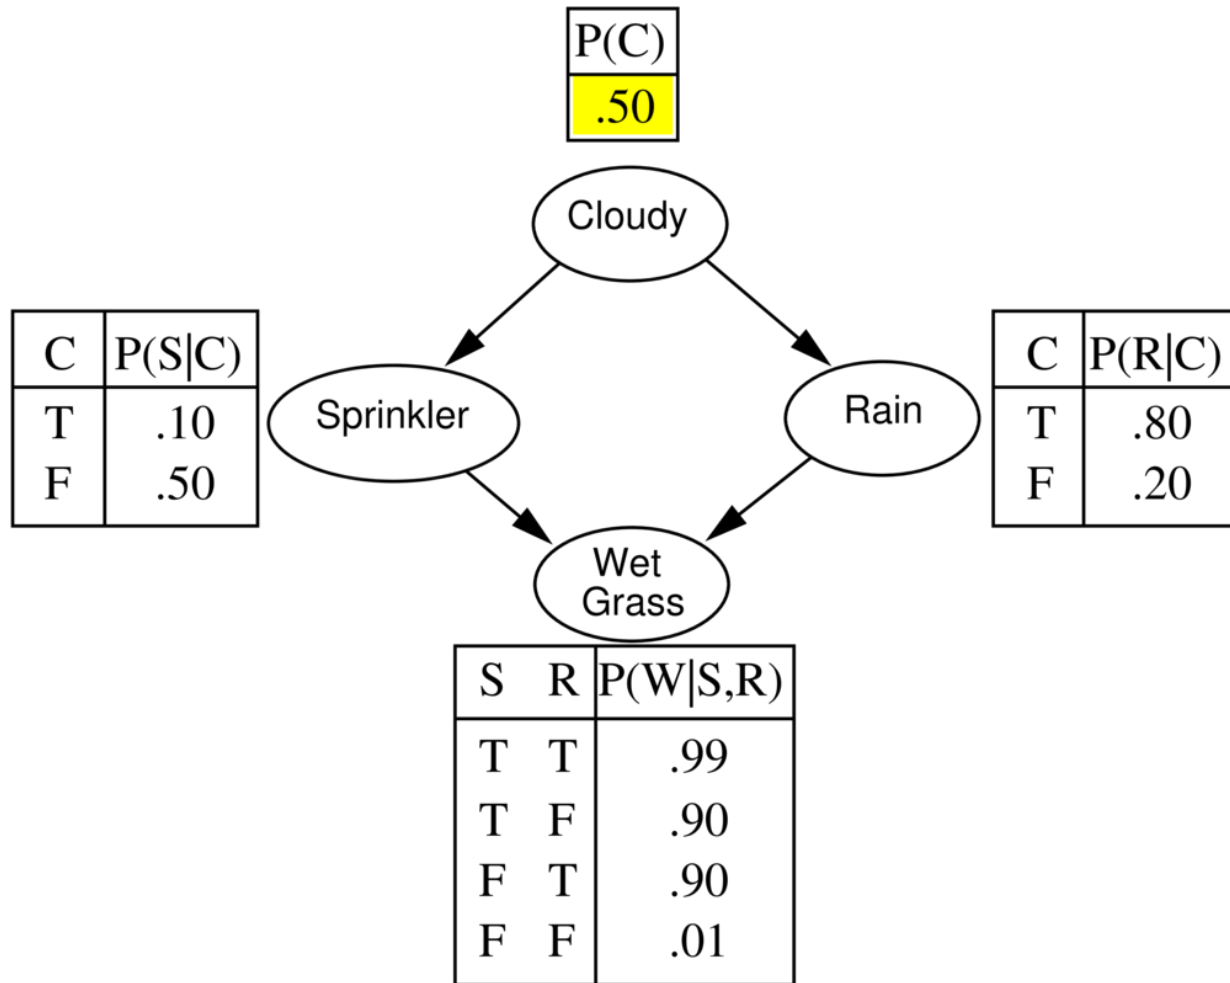 P(C)
.50
Cloudy
C P(S|C)
T .10
F .50
Sprinkler
Rain
C P(R|C)
T .80
F .20
Wet
Grass
S R P(W|S,R)
T T .99
T F .90
F T .90
F F .01